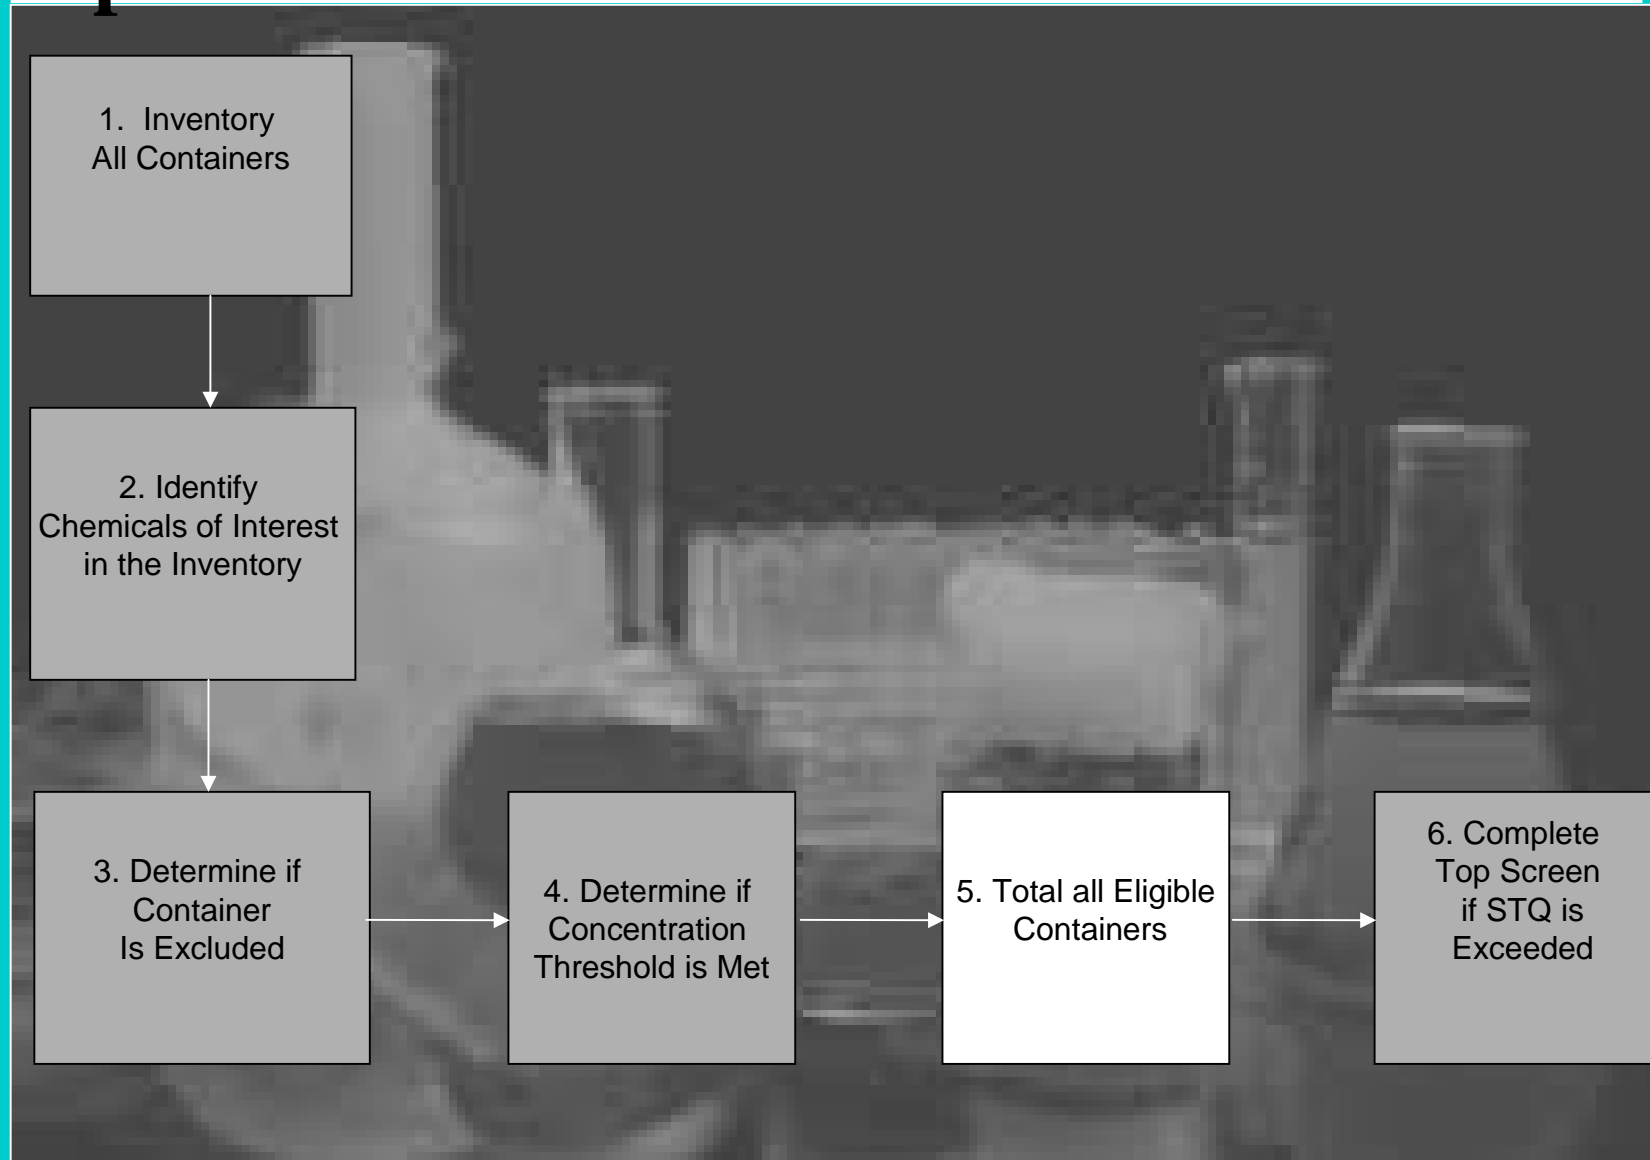 1. Inventory
All Containers
2. Identify
Chemicals of Interest
in the Inventory
3. Determine if
Container
Is Excluded
4. Determine if
Concentration
Threshold is Met
5. Total all Eligible
Containers
6. Complete
Top Screen
if STQ is
Exceeded